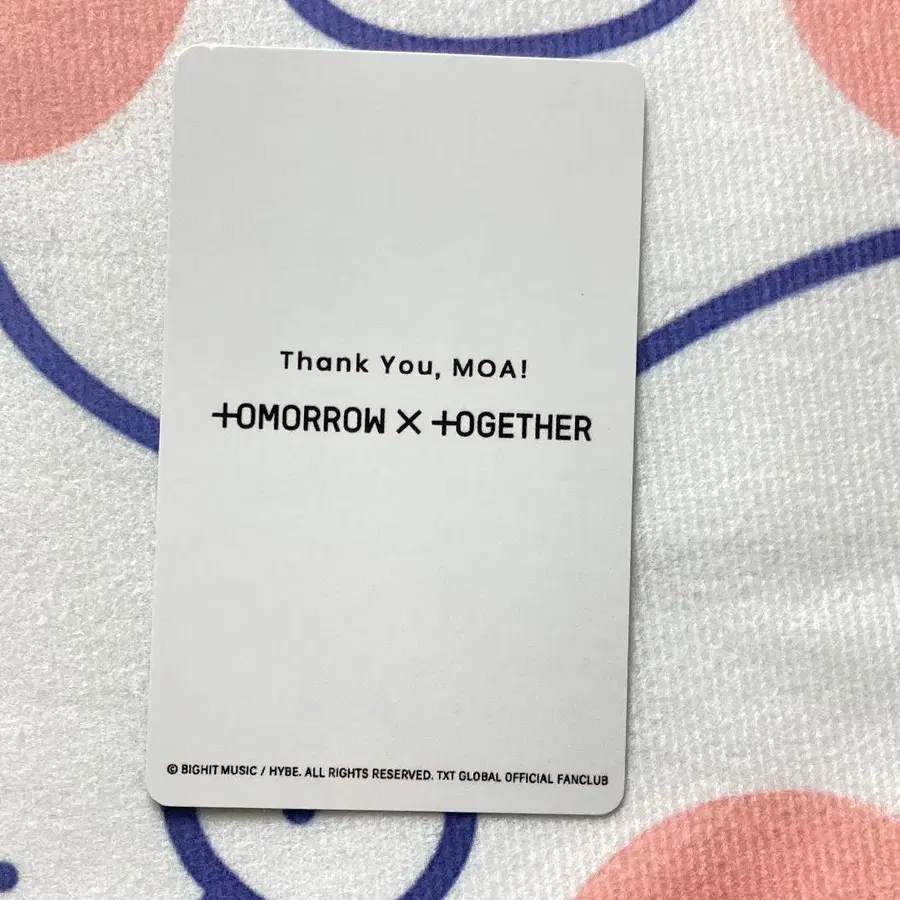 Thank You, MOA!
TOMORROW X TOGETHER
© BIGHIT MUSIC / HYBE. ALL RIGHTS RESERVED. TXT GLOBAL OFFICIAL FANCLUB